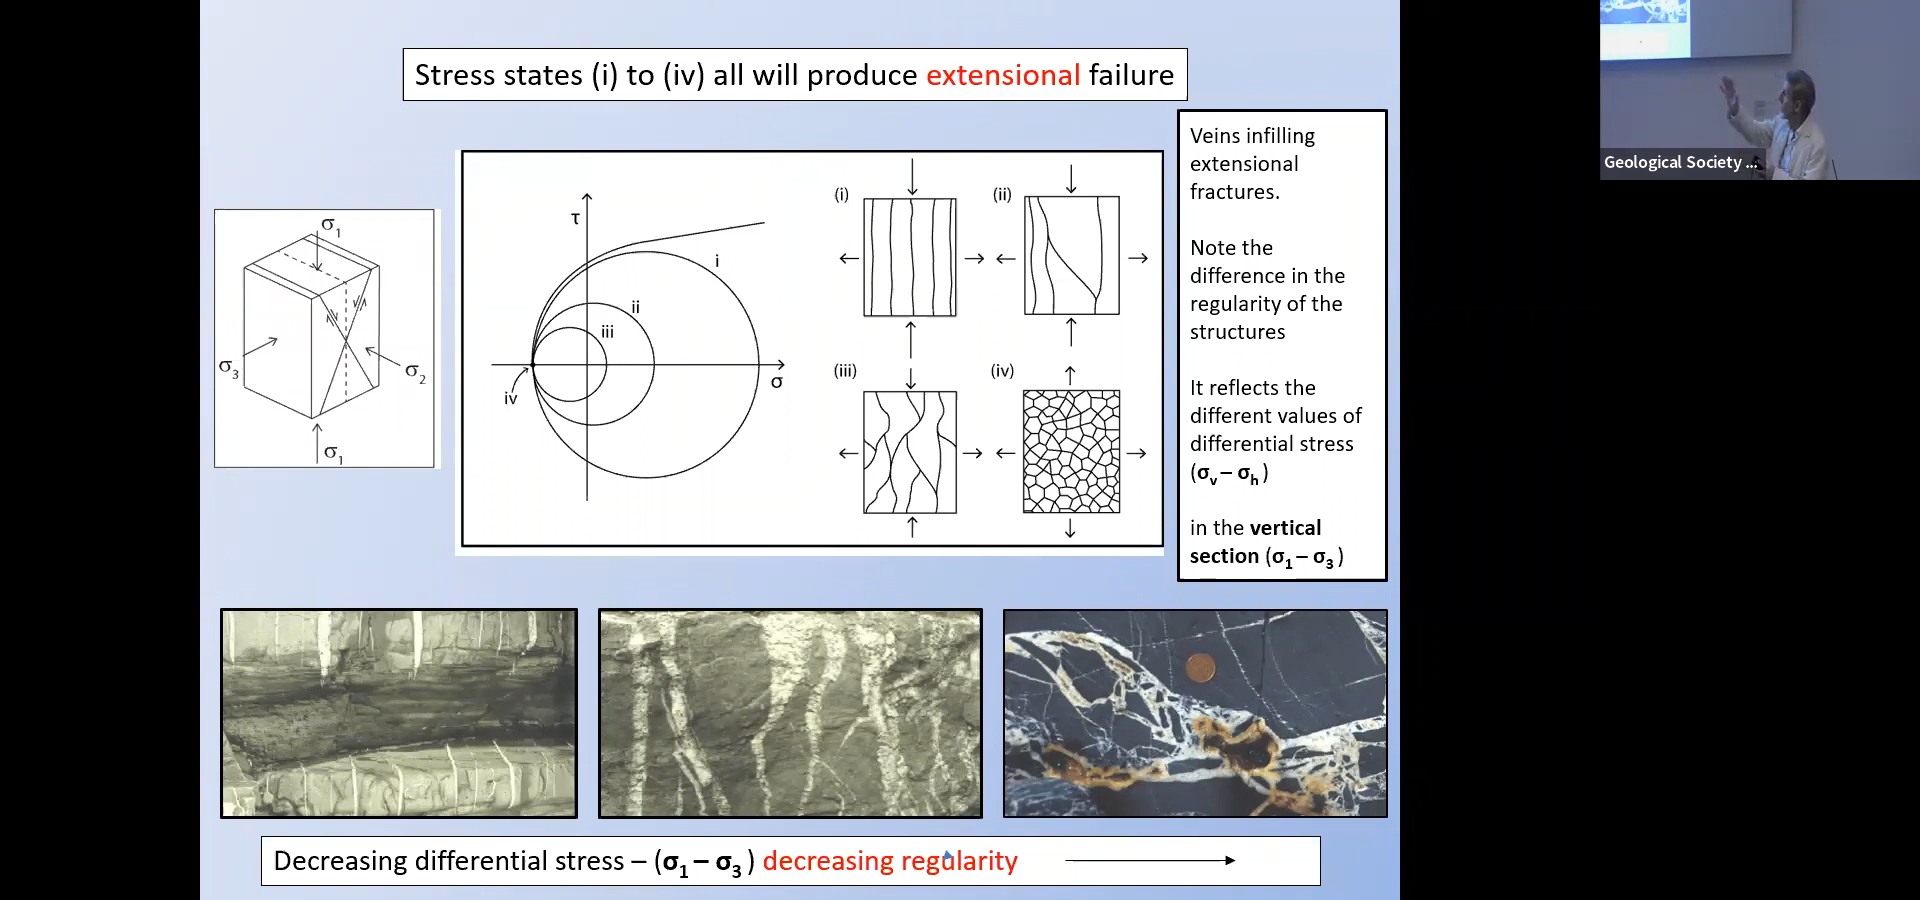 Stress states (i) to (iv) all will produce extensional failure
Geological Society ...
σ1
σ3
σ2
σ1
τ
i
ii
iii
iv
σ
(i)
(ii)
(iii)
(iv)
Veins infilling
extensional
fractures.
Note the
difference in the
regularity of the
structures
It reflects the
different values of
differential stress
(σv – σh)
in the vertical
section (σ1 – σ3)
Decreasing differential stress – (σ1 – σ3) decreasing regularity